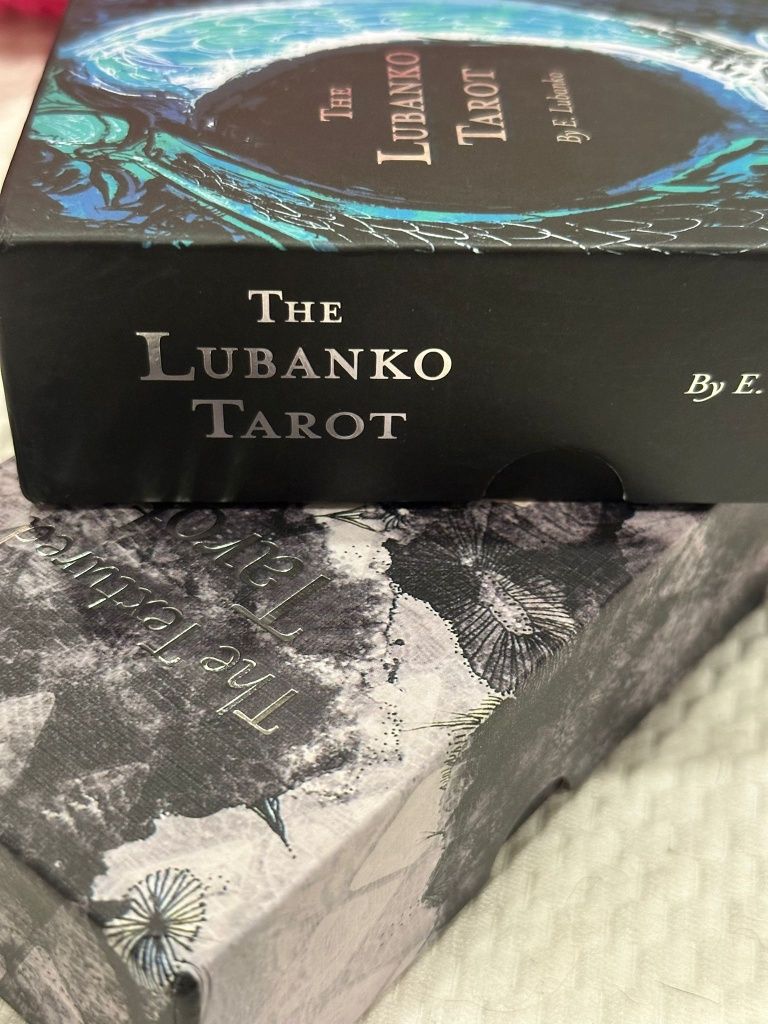 THE
LUBANKO
TAROT
By E. Lubanko
THE
LUBANKO
TAROT
By E.
The Textured
Tarot